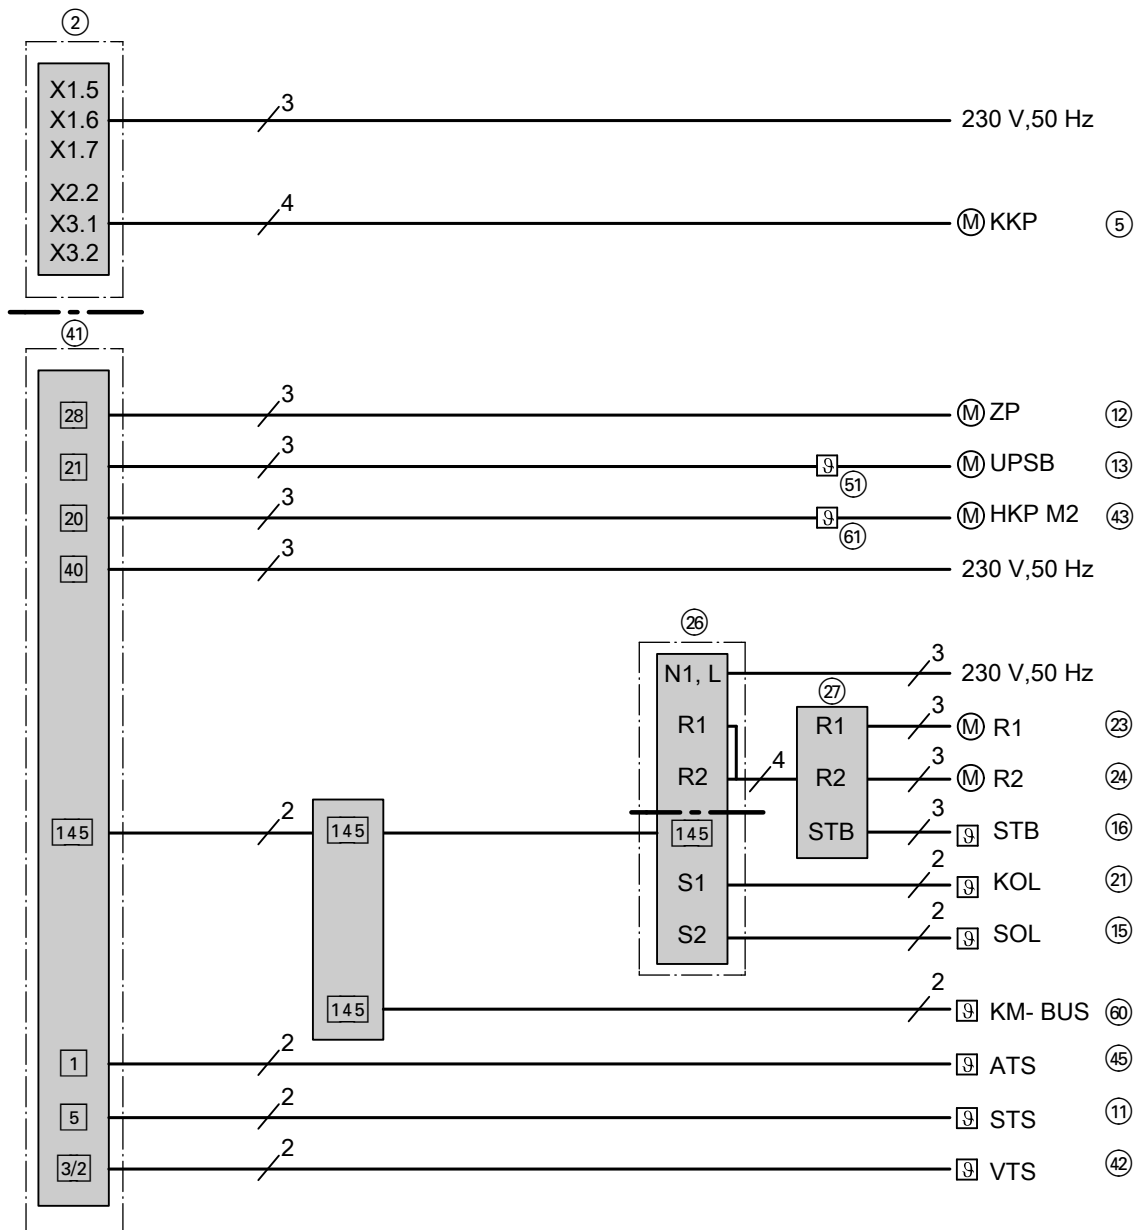 2
X1.5
X1.6 3 230 V,50 Hz
X1.7
X2.2
X3.1 4 M KKP 5
X3.2
41
28 3 M ZP 12
21 3 ϑ M UPSB 13
51
20 3 ϑ M HKP M2 43
61
40 3 230 V,50 Hz
26
N1, L 3 230 V,50 Hz
27
R1 R1 3 M R1 23
R2 4 R2 3 M R2 24
STB 3 ϑ STB 16
145 2 145 145
S1 2 ϑ KOL 21
S2 2 ϑ SOL 15
145 2 ϑ KM- BUS 60
1 2 ϑ ATS 45
5 2 ϑ STS 11
3/2 2 ϑ VTS 42